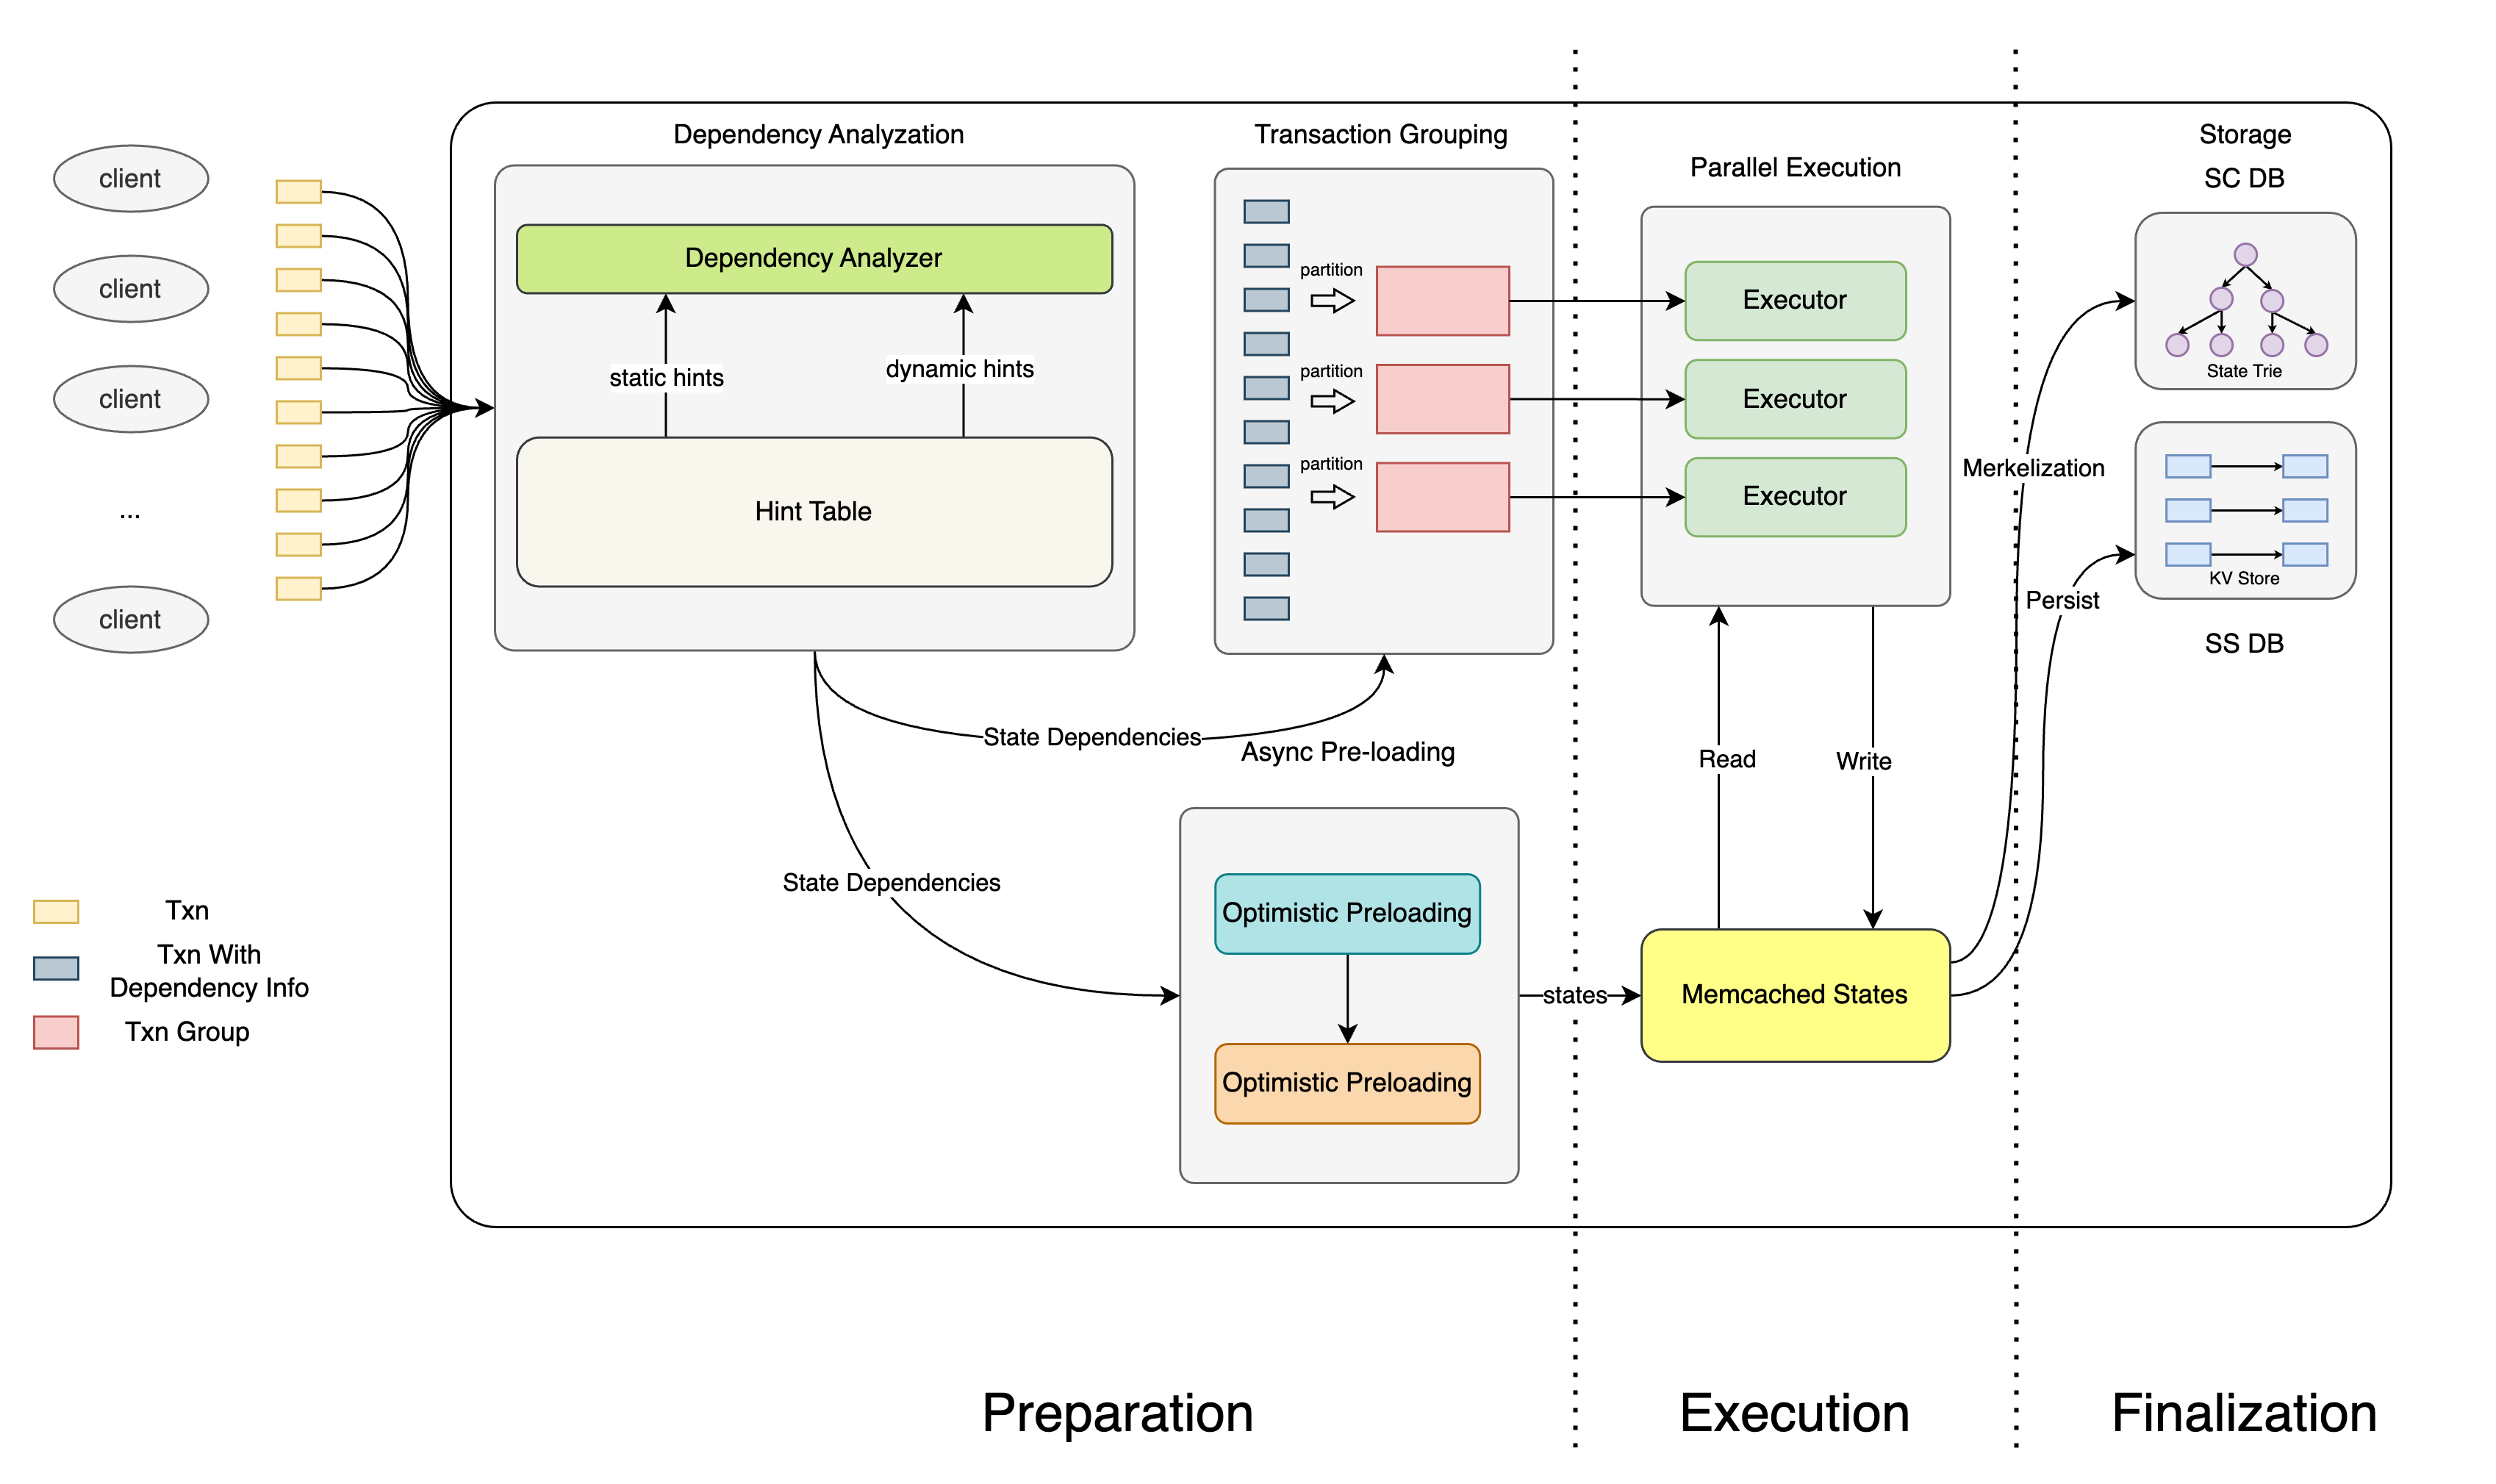 client
client
client
...
client
Txn
Txn With
Dependency Info
Txn Group
Dependency Analyzation
Dependency Analyzer
static hints
dynamic hints
Hint Table
State Dependencies
State Dependencies
Transaction Grouping
partition
partition
partition
Async Pre-loading
Optimistic Preloading
Optimistic Preloading
states
Parallel Execution
Executor
Executor
Executor
Read
Write
Memcached States
Merkelization
Persist
Storage
SC DB
State Trie
KV Store
SS DB
Preparation
Execution
Finalization